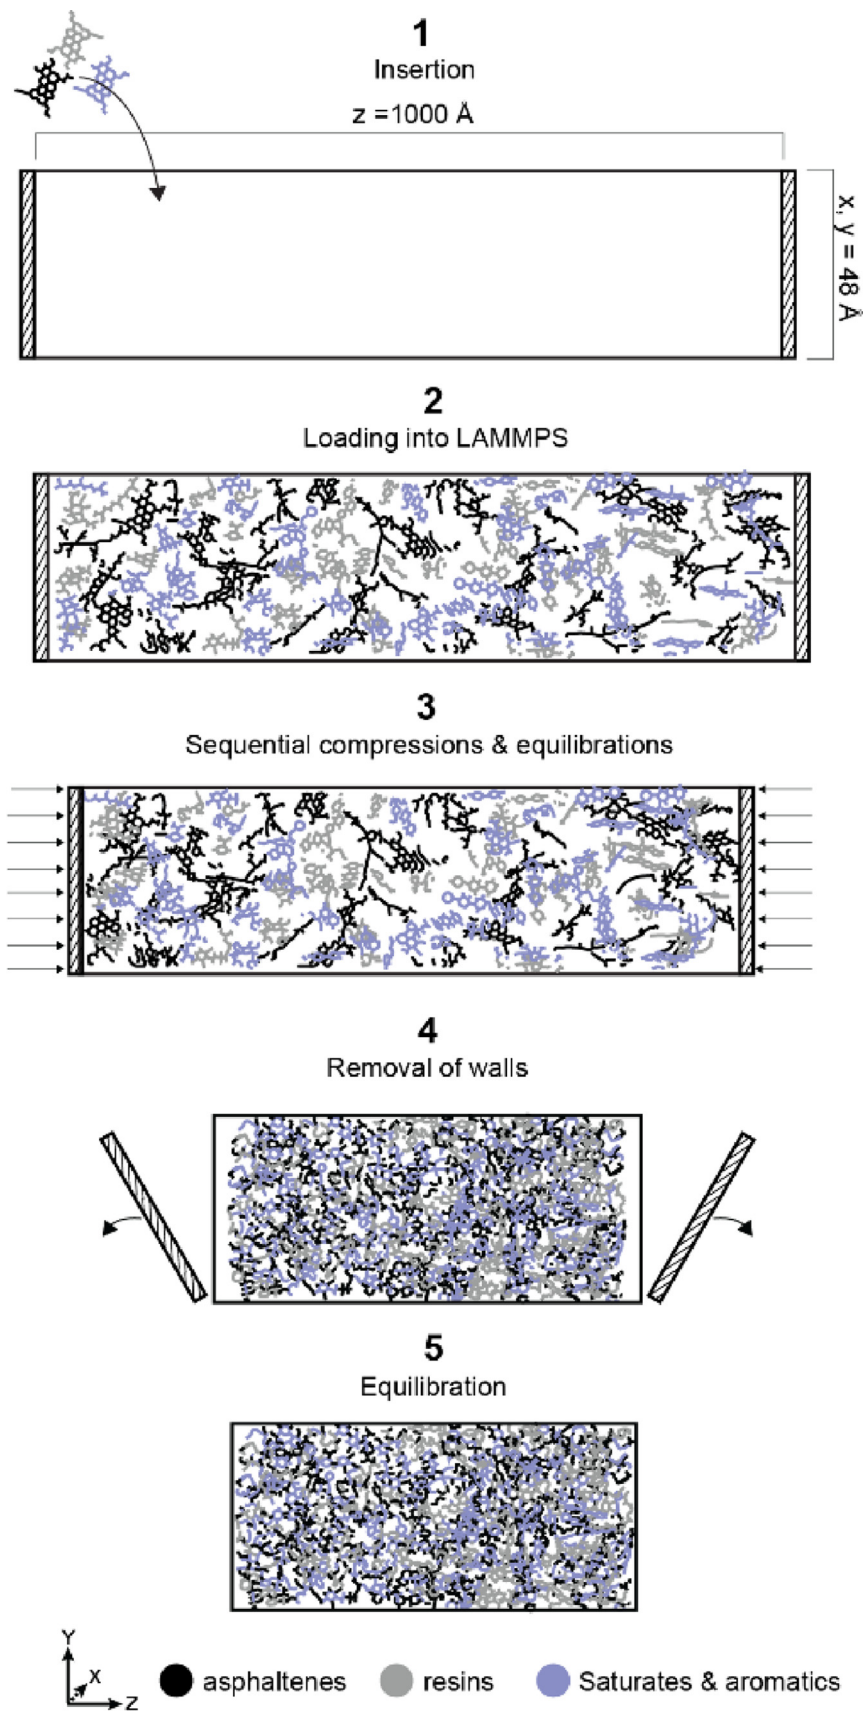 1
Insertion
z =1000 Å
x, y = 48 Å
2
Loading into LAMMPS
3
Sequential compressions & equilibrations
4
Removal of walls
5
Equilibration
Y
X
Z
asphaltenes
resins
Saturates & aromatics